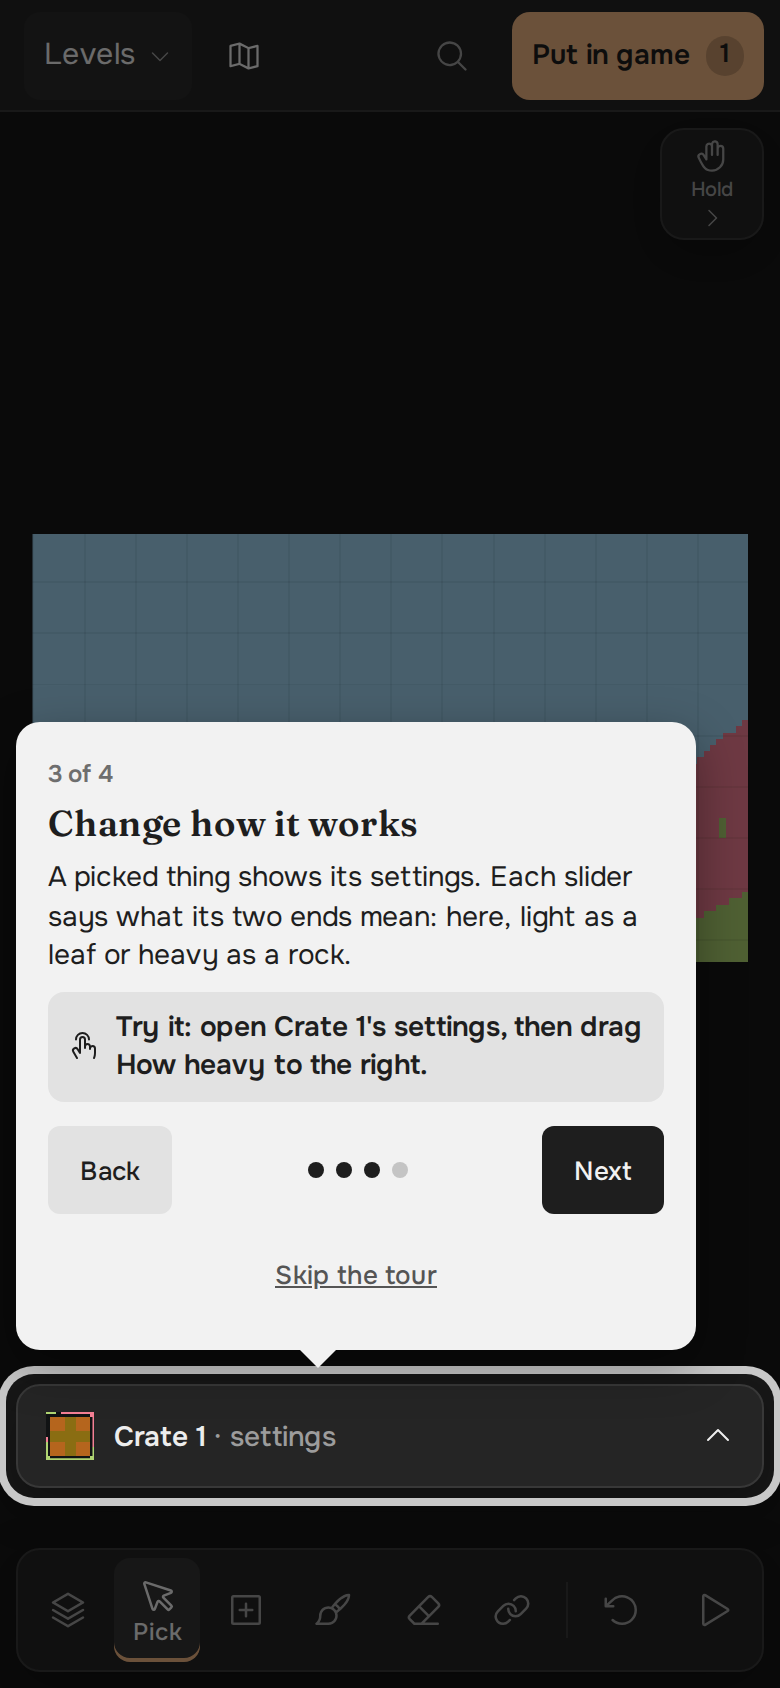 Levels
Put in game 1
Hold
3 of 4
Change how it works
A picked thing shows its settings. Each slider
says what its two ends mean: here, light as a
leaf or heavy as a rock.
Try it: open Crate 1's settings, then drag
How heavy to the right.
Back
Next
Skip the tour
Crate 1 · settings
Pick